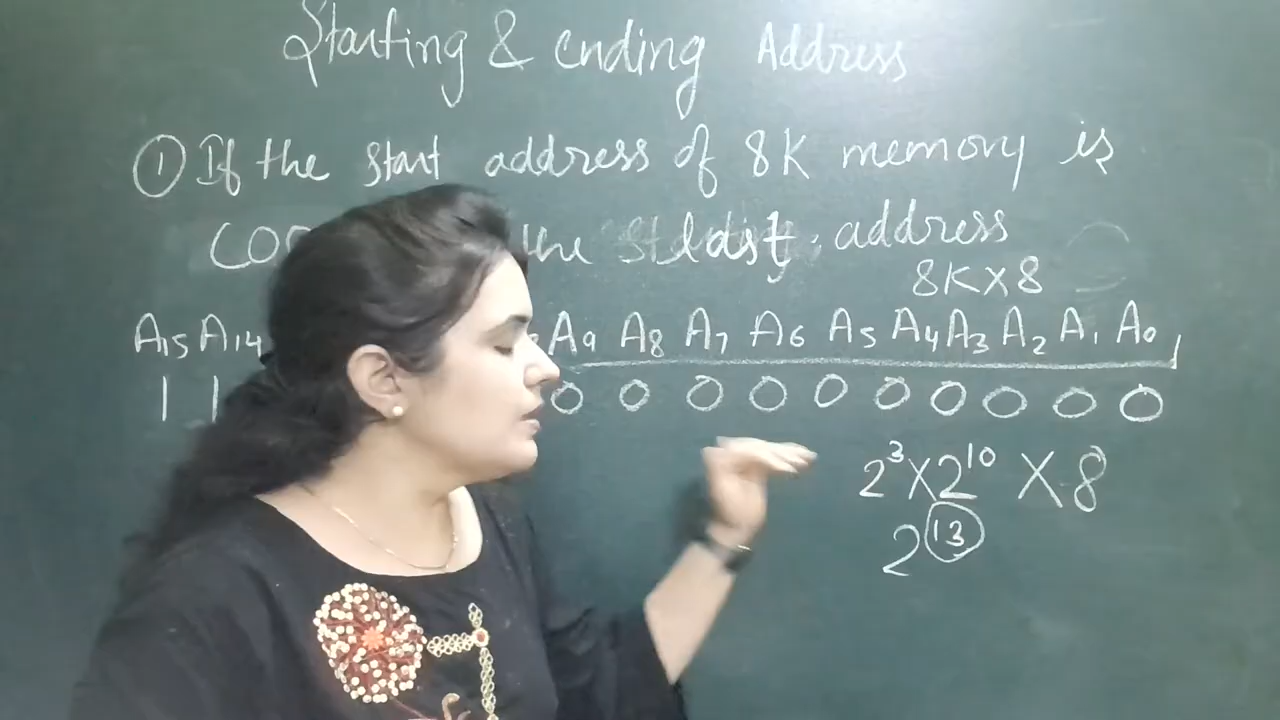 Starting & ending Address
① If the start address of 8K memory is
the last address
8K X 8
A15 A14 A9 A8 A7 A6 A5 A4 A3 A2 A1 A0
1 1 0 0 0 0 0 0 0 0 0 0
2³ X 2¹⁰ X 8
2¹³